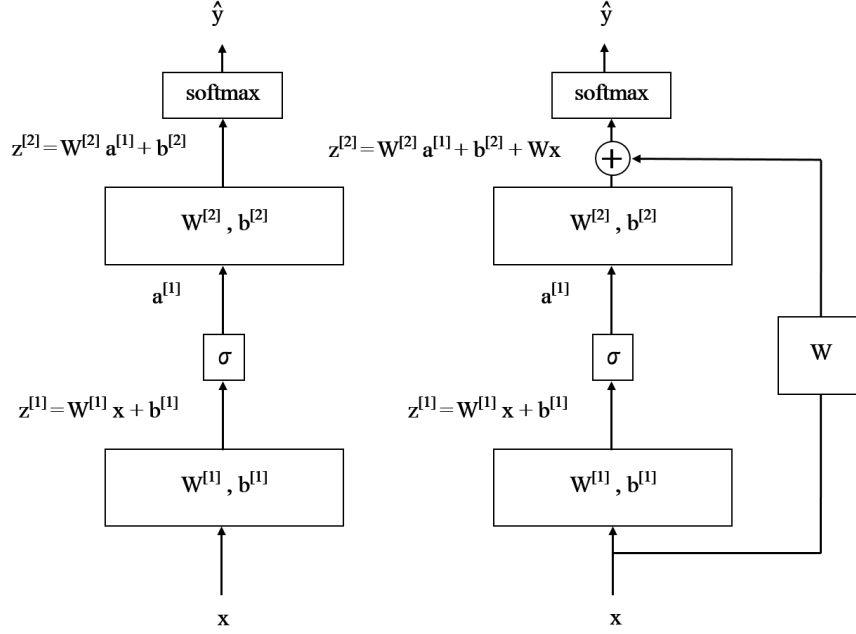 ŷ
softmax
z^[2] = W^[2] a^[1] + b^[2]
W^[2] , b^[2]
a^[1]
σ
z^[1] = W^[1] x + b^[1]
W^[1] , b^[1]
x
ŷ
softmax
z^[2] = W^[2] a^[1] + b^[2] + Wx
+
W^[2] , b^[2]
a^[1]
σ
W
z^[1] = W^[1] x + b^[1]
W^[1] , b^[1]
x